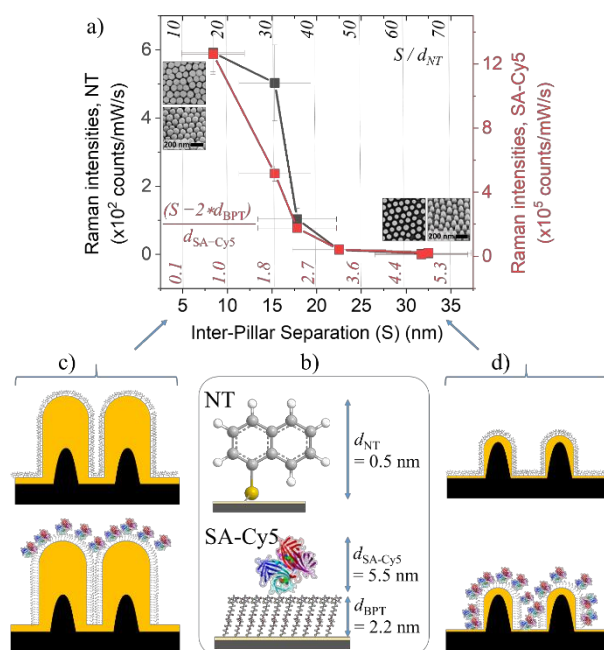 a)
10 20 30 40 50 60 70
S/d_NT
6
4
2
0
12
9
6
3
0
Raman intensities, NT
(x10² counts/mW/s)
Raman intensities, SA-Cy5
(x10⁵ counts/mW/s)
200 nm
200 nm
(S−2*d_BPT)
d_SA−Cy5
0.1 1.0 1.8 2.7 3.6 4.4 5.3
5 10 15 20 25 30 35
Inter-Pillar Separation (S) (nm)
c)
b)
d)
NT
d_NT
= 0.5 nm
SA-Cy5
d_SA-Cy5
= 5.5 nm
d_BPT
= 2.2 nm